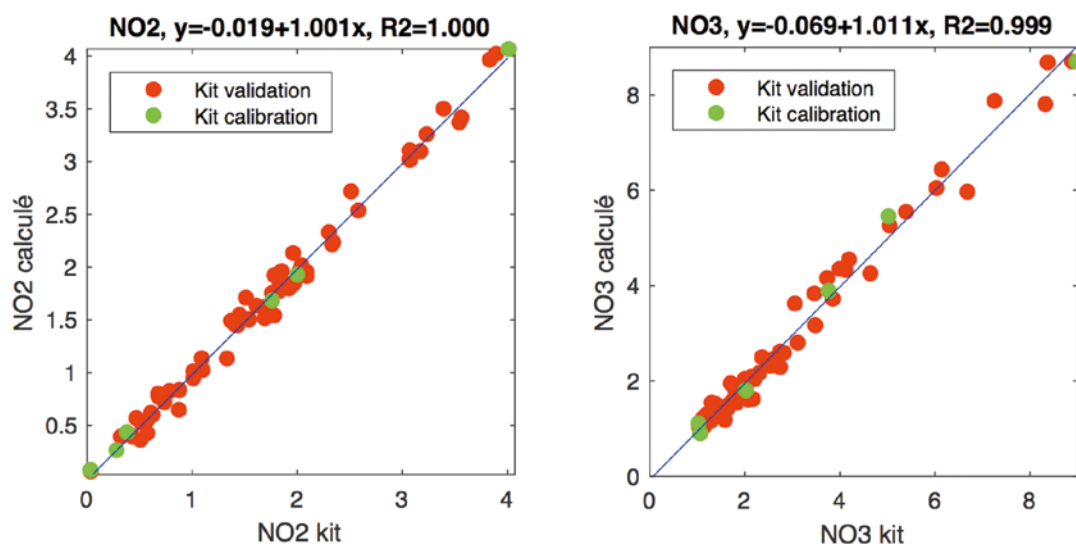 NO2, y=-0.019+1.001x, R2=1.000
4
3.5
3
2.5
2
1.5
1
0.5
NO2 calculé
Kit validation
Kit calibration
0
1
2
3
4
NO2 kit
NO3, y=-0.069+1.011x, R2=0.999
8
6
4
2
0
NO3 calculé
Kit validation
Kit calibration
0
2
4
6
8
NO3 kit